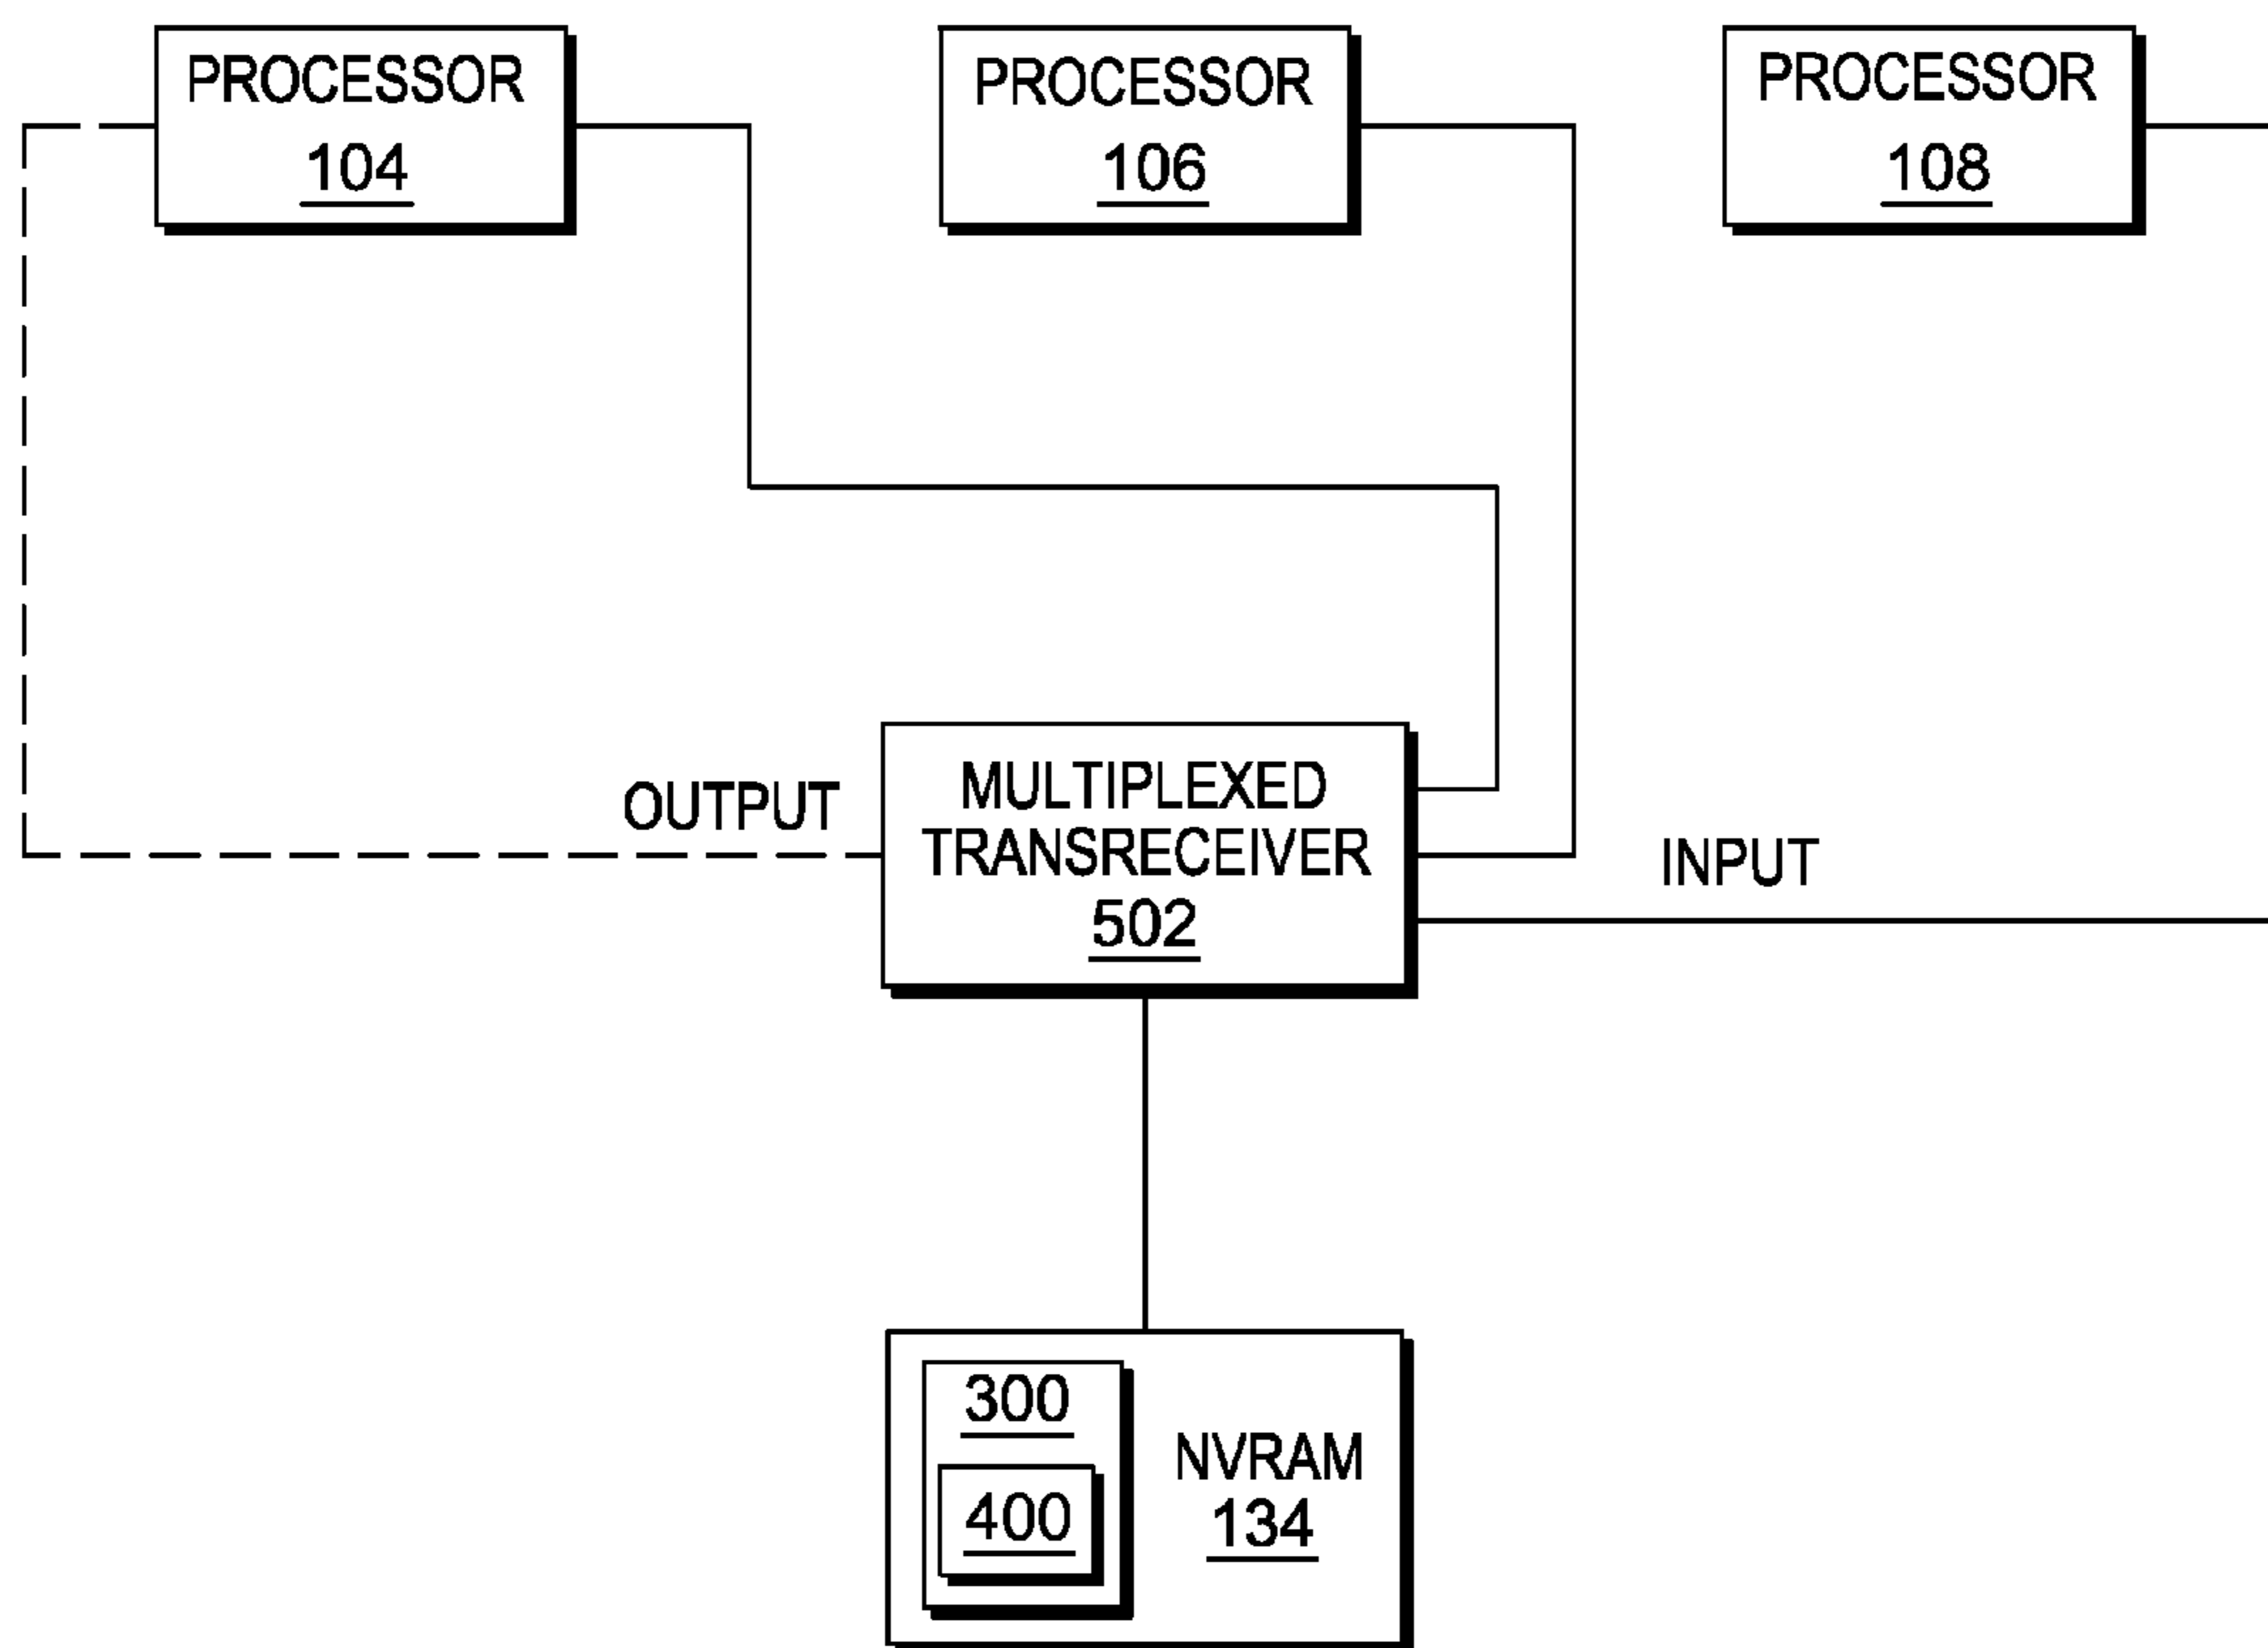 PROCESSOR
104
PROCESSOR
106
PROCESSOR
108
OUTPUT
MULTIPLEXED
TRANSRECEIVER
502
INPUT
300
400
NVRAM
134